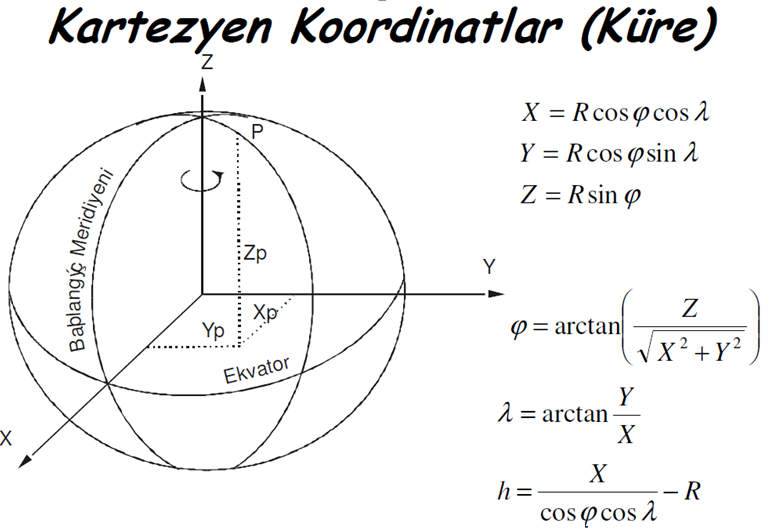 Kartezyen Koordinatlar (Küre)
Z
P
Baþlangýç Meridiyeni
Zp
Y
Xp
Yp
Ekvator
X
X = R cos φ cos λ
Y = R cos φ sin λ
Z = R sin φ
φ = arctan( Z / √X² + Y² )
λ = arctan Y / X
h = X / cos φ cos λ − R